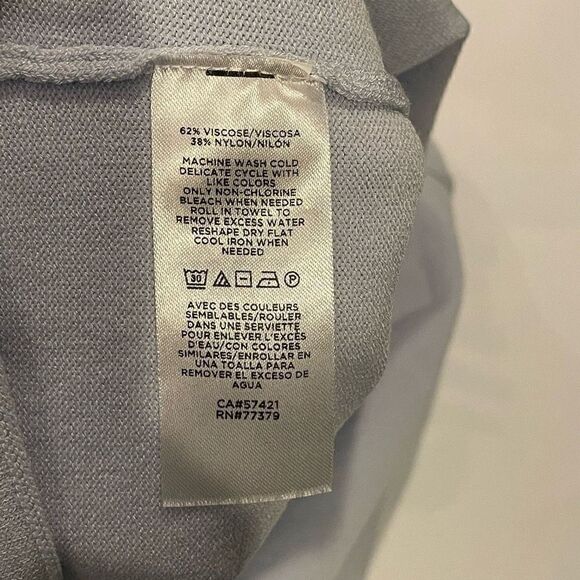 62% VISCOSE/VISCOSA
38% NYLON/NILÓN
MACHINE WASH COLD
DELICATE CYCLE WITH
LIKE COLORS
ONLY NON-CHLORINE
BLEACH WHEN NEEDED
ROLL IN TOWEL TO
REMOVE EXCESS WATER
RESHAPE DRY FLAT
COOL IRON WHEN
NEEDED
30 P
AVEC DES COULEURS
SEMBLABLES/ROULER
DANS UNE SERVIETTE
POUR ENLEVER L'EXCÉS
D'EAU/CON COLORES
SIMILARES/ENROLLAR EN
UNA TOALLA PARA
REMOVER EL EXCESO DE
AGUA
CA#57421
RN#77379